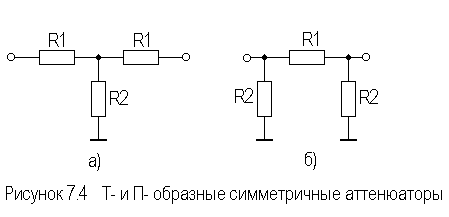 R1 R1 R1
R2 R2 R2
а) б)
Рисунок 7.4 Т- и П- образные симметричные аттенюаторы